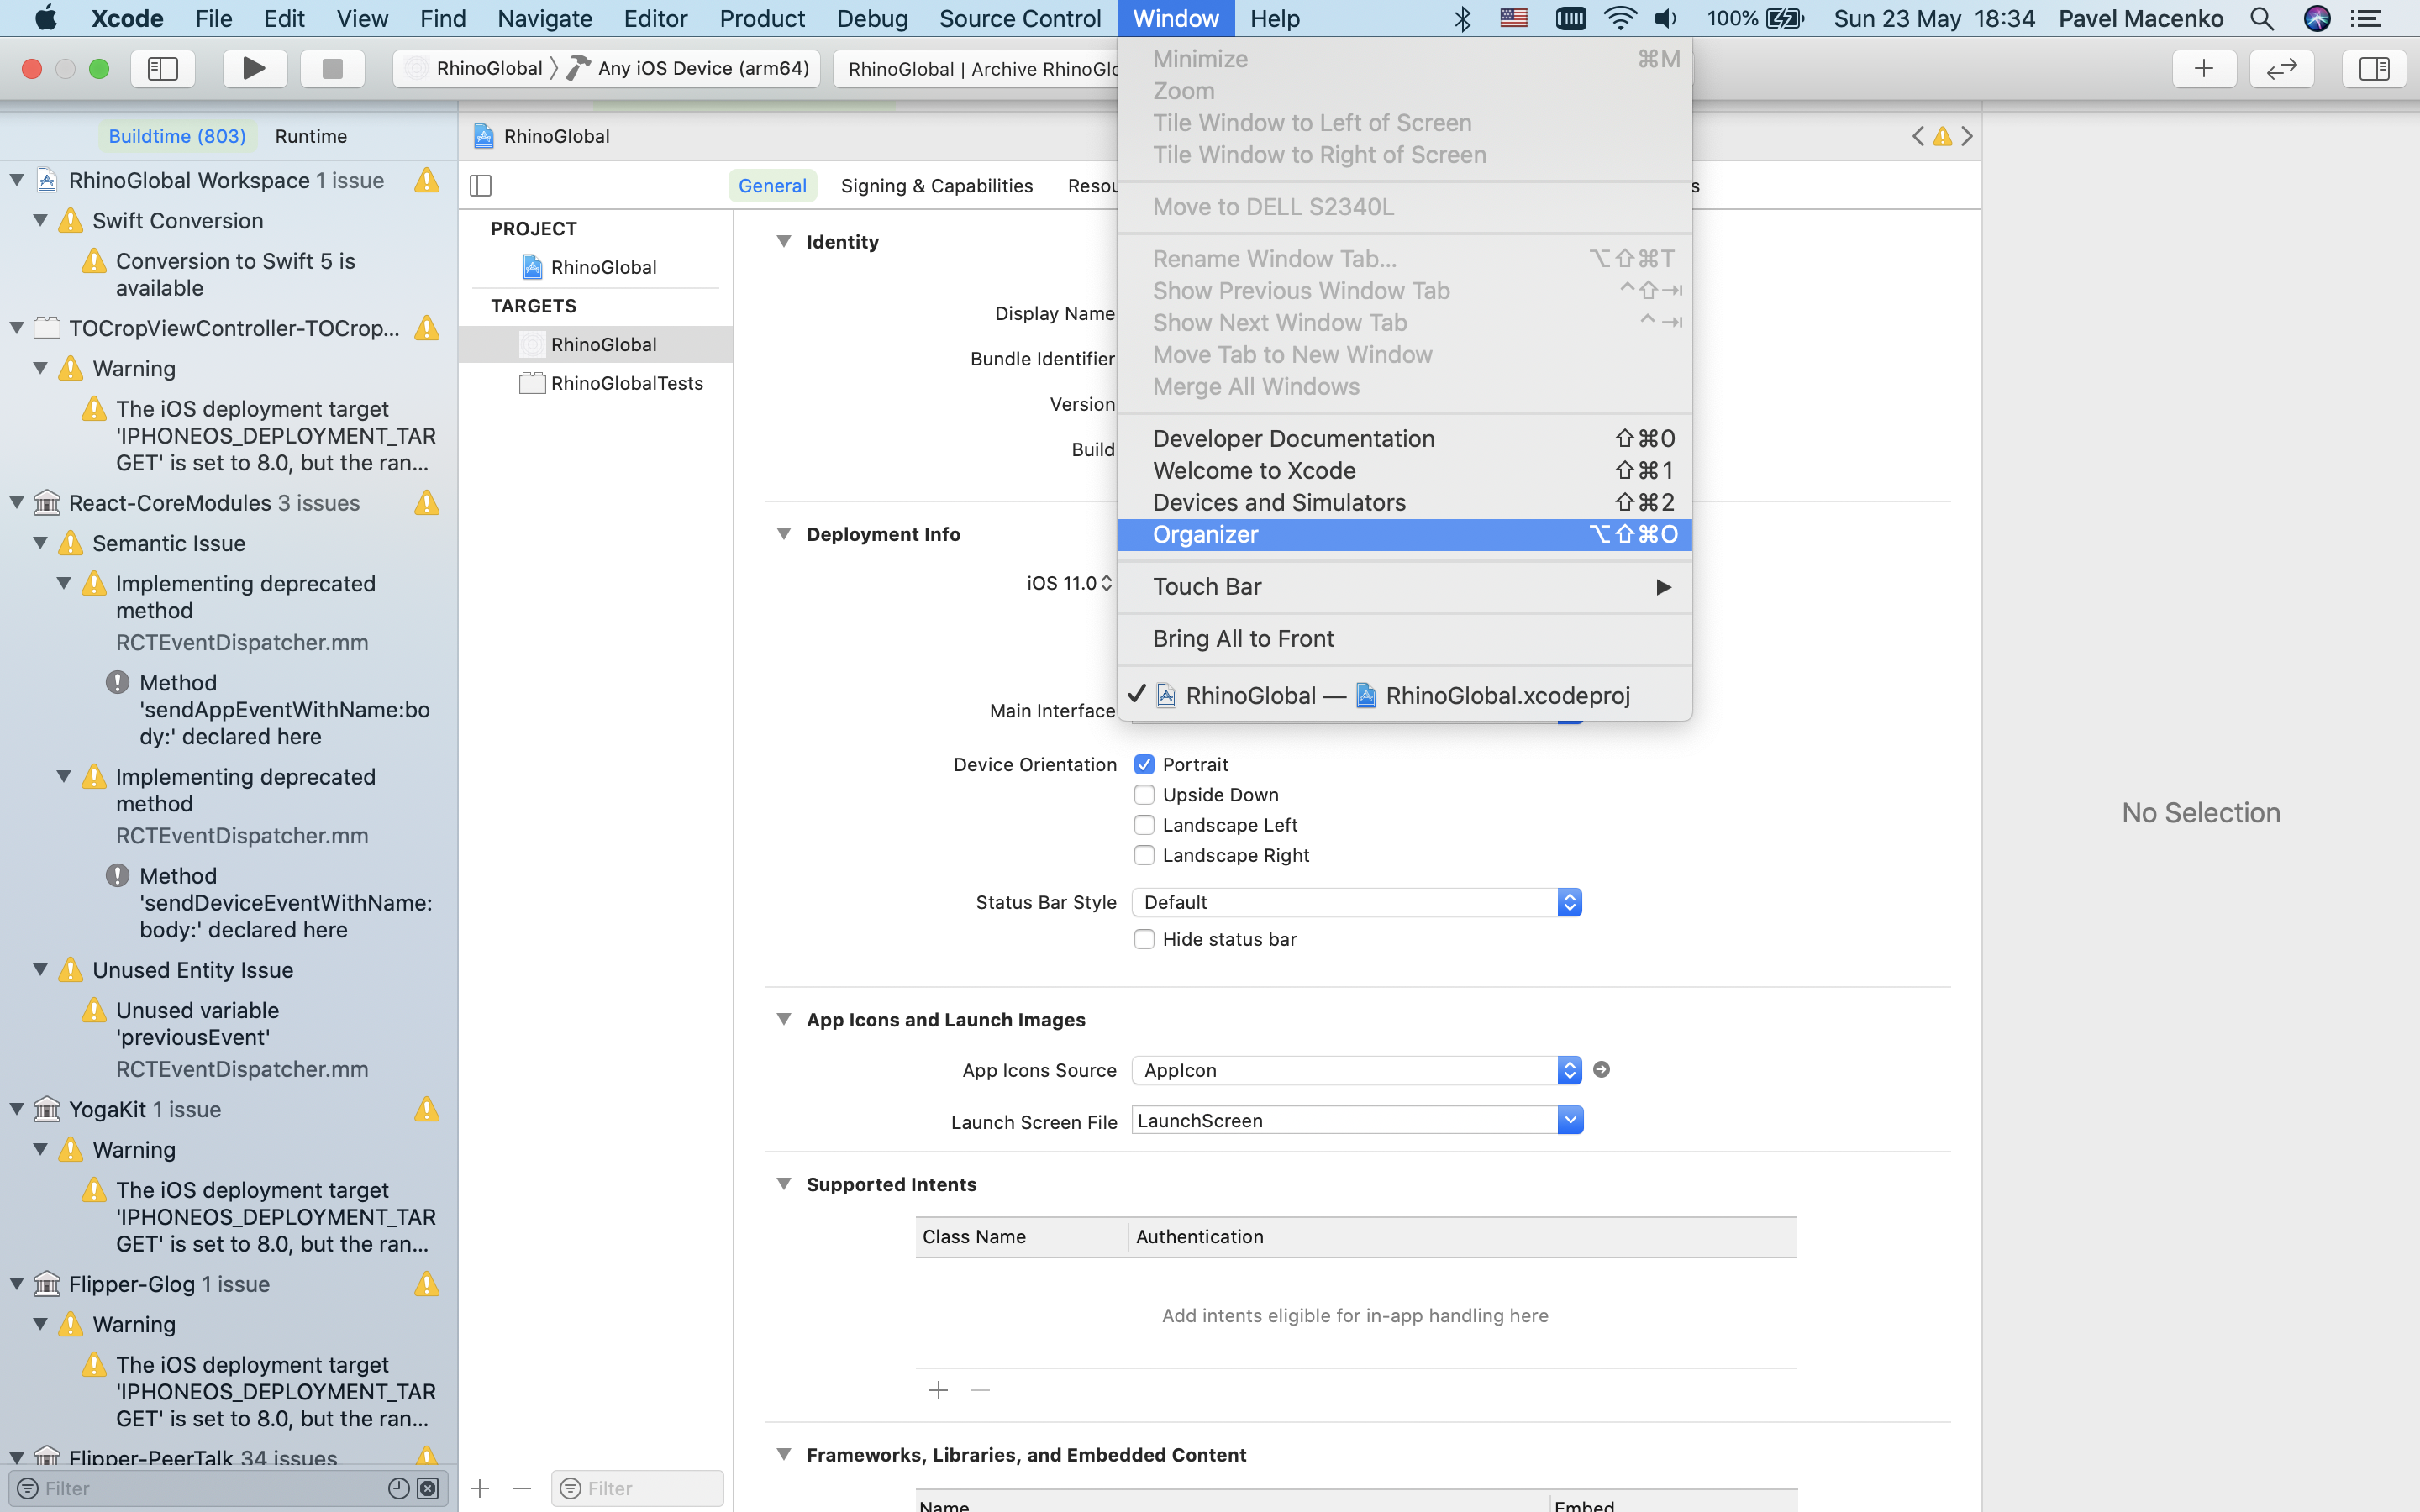 Xcode File Edit View Find Navigate Editor Product Debug Source Control Window Help 100% Sun 23 May 18:34 Pavel Macenko
RhinoGlobal Any iOS Device (arm64) RhinoGlobal | Archive
Buildtime (803) Runtime
RhinoGlobal Workspace 1 issue
Swift Conversion
Conversion to Swift 5 is
available
TOCropViewController-TOCrop...
Warning
The iOS deployment target
'IPHONEOS_DEPLOYMENT_TAR
GET' is set to 8.0, but the ran...
React-CoreModules 3 issues
Semantic Issue
Implementing deprecated
method
RCTEventDispatcher.mm
Method
'sendAppEventWithName:bo
dy:' declared here
Implementing deprecated
method
RCTEventDispatcher.mm
Method
'sendDeviceEventWithName:
body:' declared here
Unused Entity Issue
Unused variable
'previousEvent'
RCTEventDispatcher.mm
YogaKit 1 issue
Warning
The iOS deployment target
'IPHONEOS_DEPLOYMENT_TAR
GET' is set to 8.0, but the ran...
Flipper-Glog 1 issue
Warning
The iOS deployment target
'IPHONEOS_DEPLOYMENT_TAR
GET' is set to 8.0, but the ran...
Flipper-PeerTalk 34 issues
Filter
RhinoGlobal
General Signing & Capabilities
PROJECT
RhinoGlobal
TARGETS
RhinoGlobal
RhinoGlobalTests
Filter
Identity
Display Name
Bundle Identifier
Version
Build
Deployment Info
iOS 11.0
Main Interface
Device Orientation Portrait
Upside Down
Landscape Left
Landscape Right
Status Bar Style Default
Hide status bar
App Icons and Launch Images
App Icons Source AppIcon
Launch Screen File LaunchScreen
Supported Intents
Class Name Authentication
Add intents eligible for in-app handling here
Frameworks, Libraries, and Embedded Content
Name Embed
Minimize ⌘M
Zoom
Tile Window to Left of Screen
Tile Window to Right of Screen
Move to DELL S2340L
Rename Window Tab... ⌥⇧⌘T
Show Previous Window Tab ^⇧⇥
Show Next Window Tab ^⇥
Move Tab to New Window
Merge All Windows
Developer Documentation ⇧⌘0
Welcome to Xcode ⇧⌘1
Devices and Simulators ⇧⌘2
Organizer ⌥⇧⌘O
Touch Bar
Bring All to Front
RhinoGlobal — RhinoGlobal.xcodeproj
No Selection